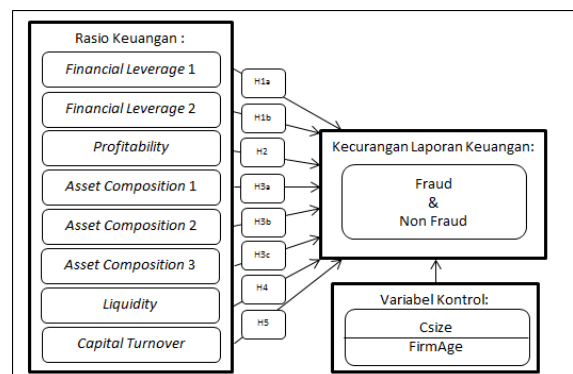 Rasio Keuangan :
Financial Leverage 1
Financial Leverage 2
Profitability
Asset Composition 1
Asset Composition 2
Asset Composition 3
Liquidity
Capital Turnover
H1a
H1b
H2
H3a
H3b
H3c
H4
H5
Kecurangan Laporan Keuangan:
Fraud
&
Non Fraud
Variabel Kontrol:
Csize
FirmAge